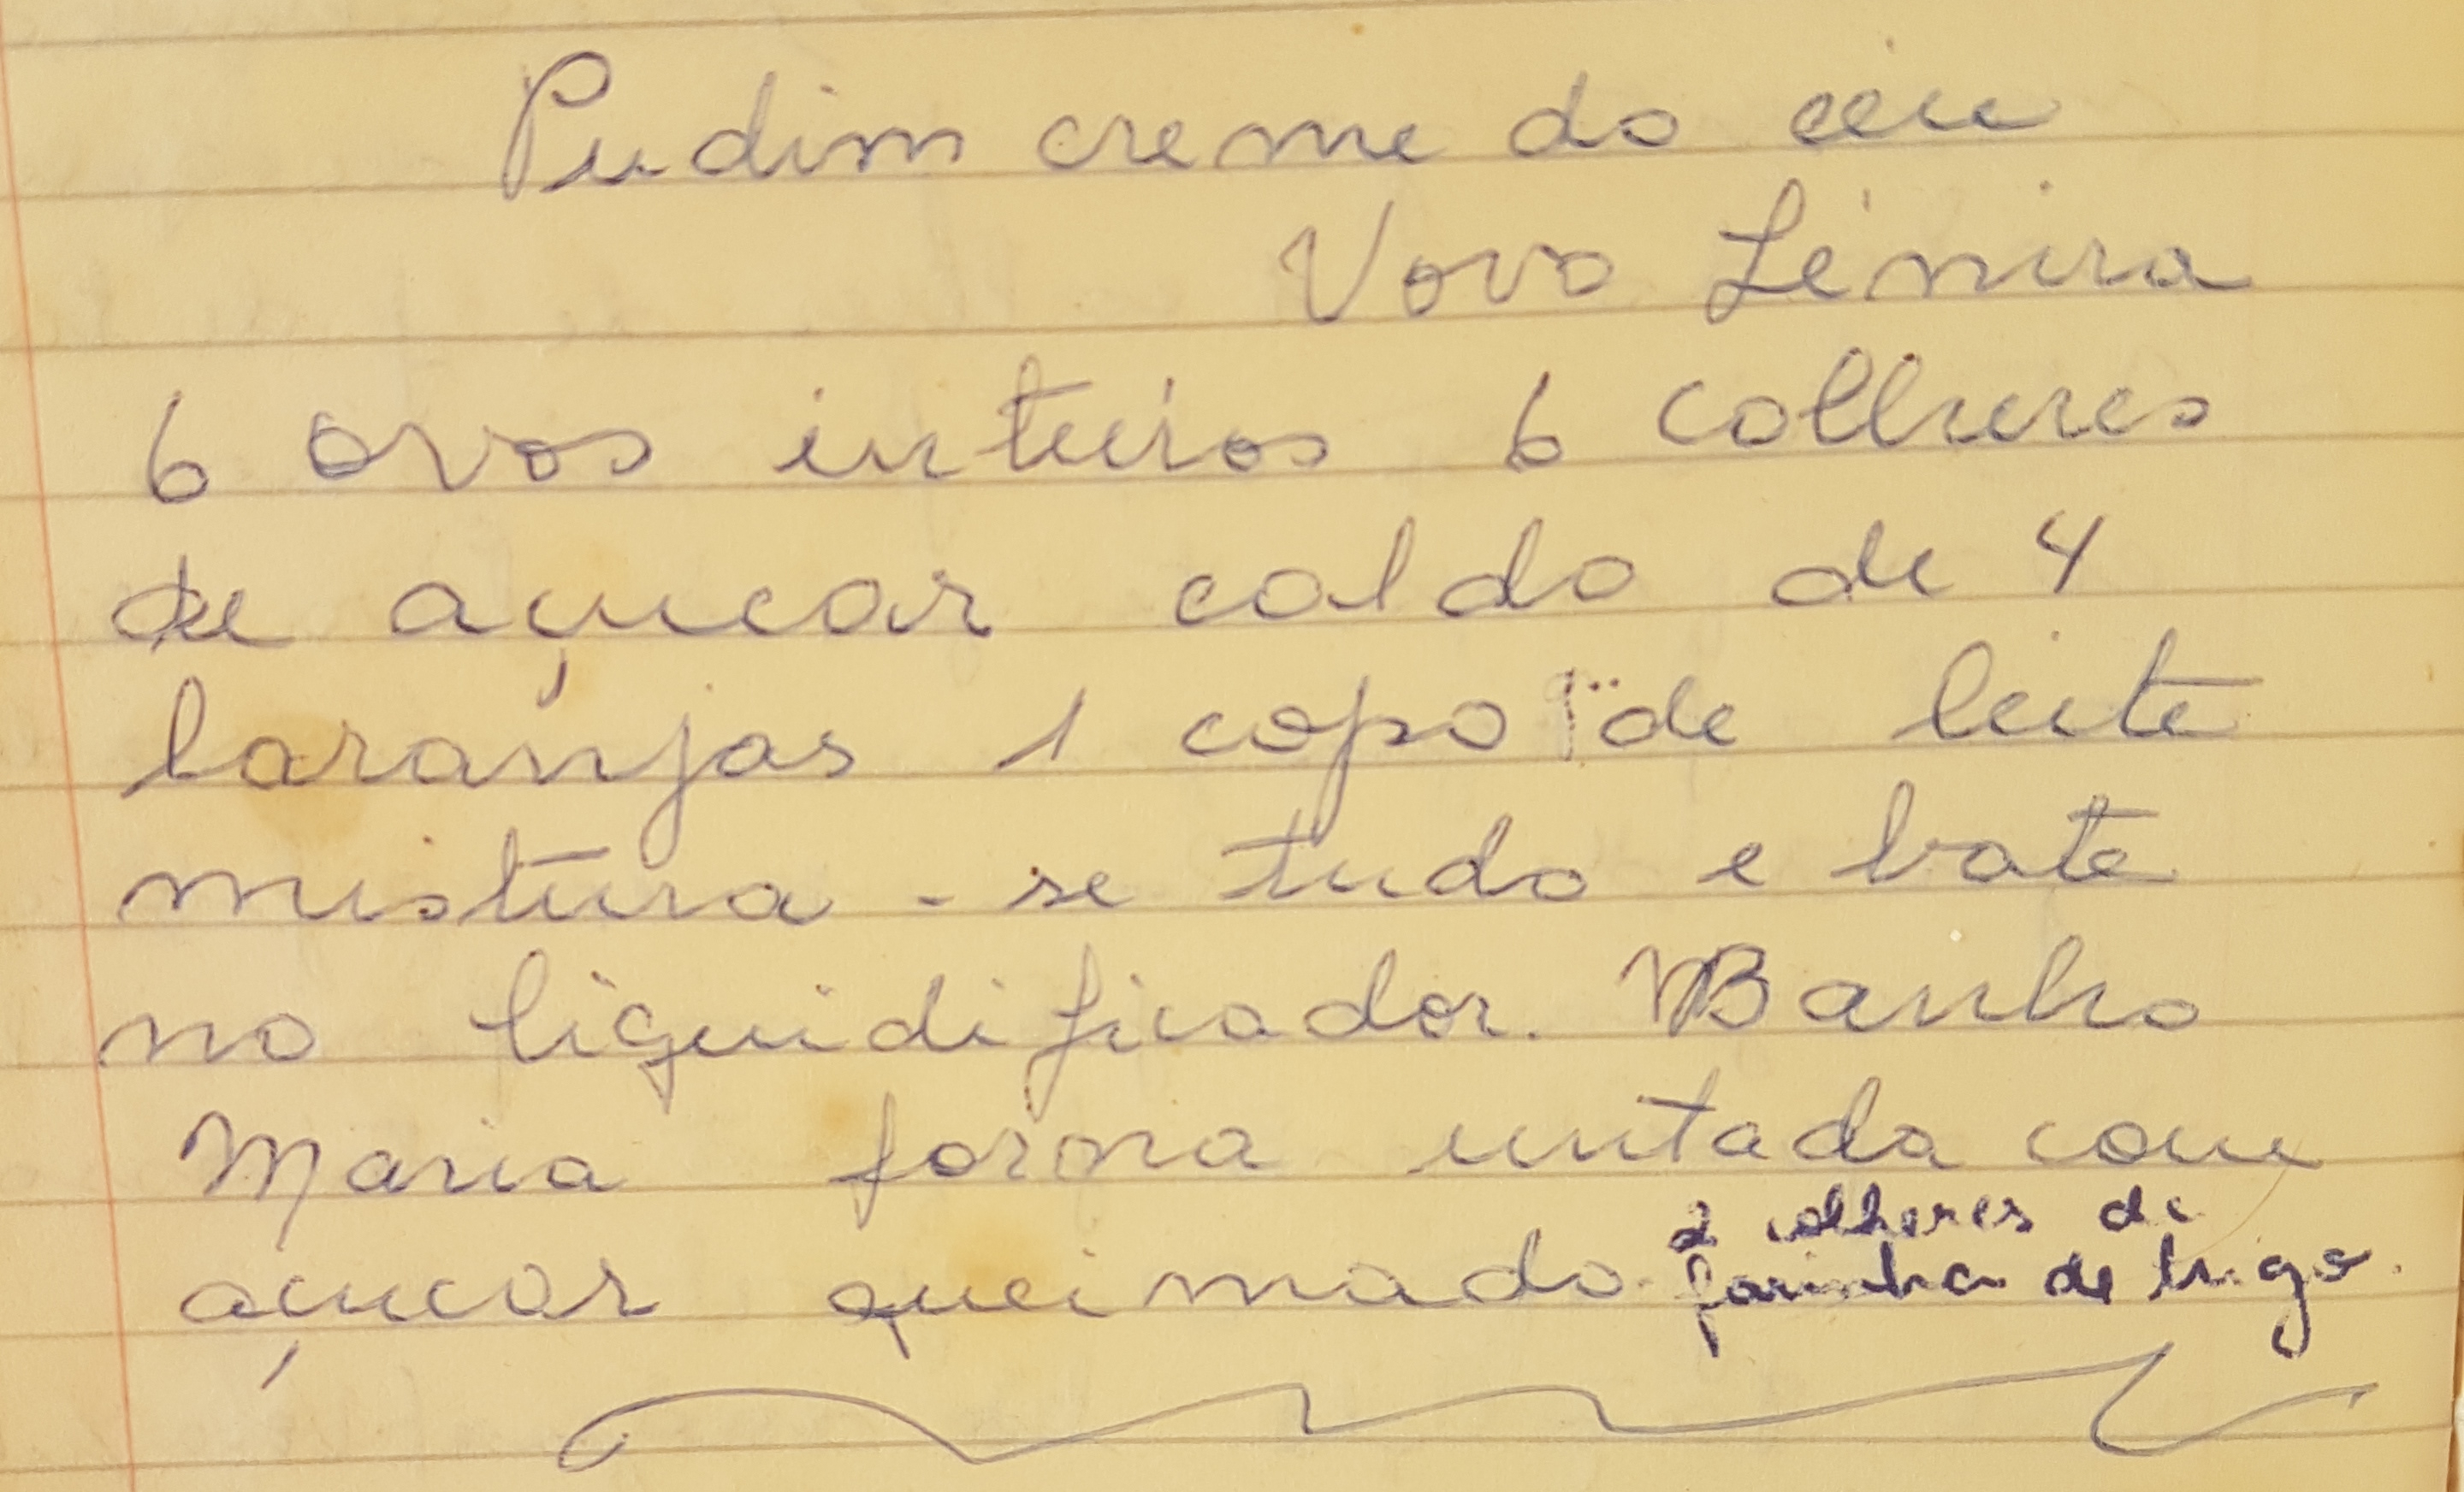 Pudim creme do céu
Vovo Lénira
6 ovos inteiros 6 colheres
de açucar caldo de 4
laranjas 1 copo de leite
mistura-se tudo e bate
no liquidificador. Banho
Maria forma untada com
açucar queimado. 2 colheres de
farinha de trigo.